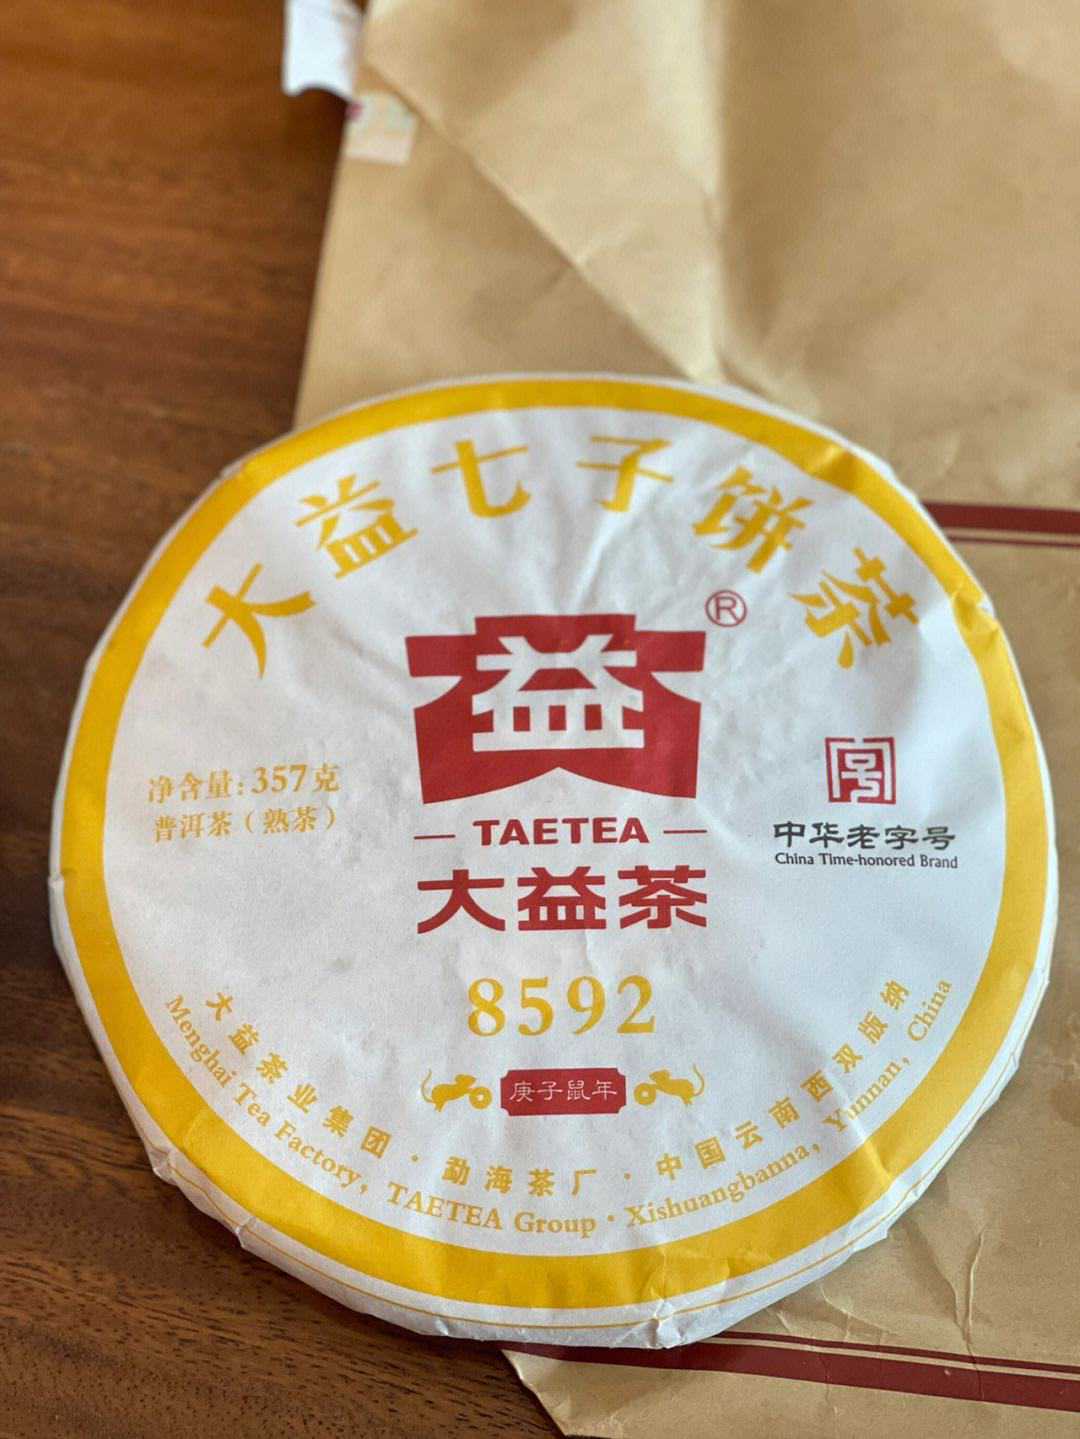 大益七子饼茶
益®
净含量：357克
普洱茶（熟茶）
TAETEA
大益茶
号
中华老字号
China Time-honored Brand
8592
庚子鼠年
大益茶业集团·勐海茶厂·中国云南西双版纳
Menghai Tea Factory, TAETEA Group·Xishuangbanna, Yunnan, China